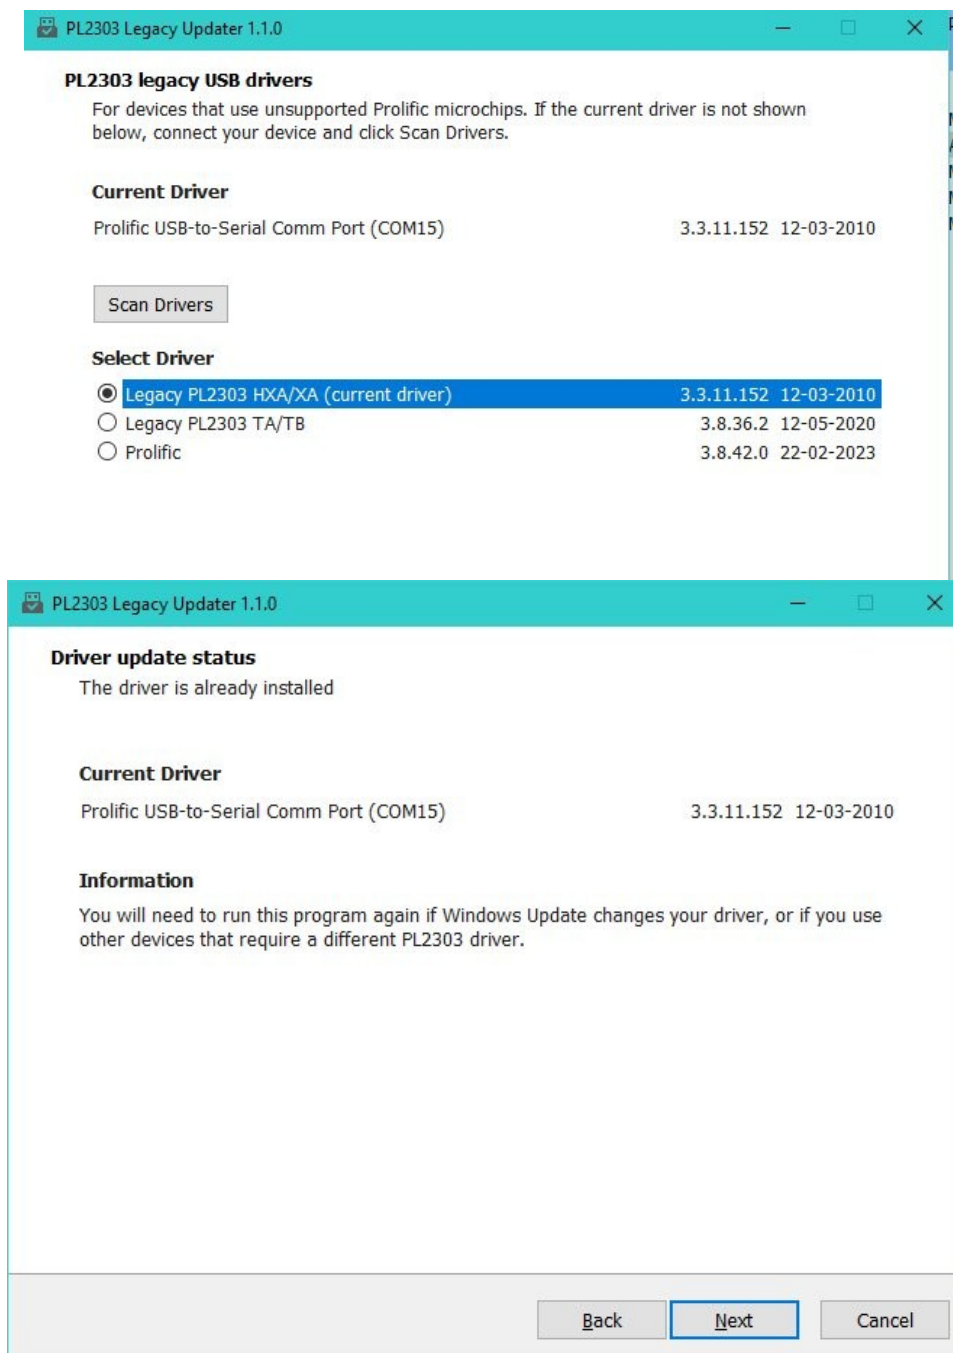 PL2303 Legacy Updater 1.1.0
PL2303 legacy USB drivers
For devices that use unsupported Prolific microchips. If the current driver is not shown
below, connect your device and click Scan Drivers.
Current Driver
Prolific USB-to-Serial Comm Port (COM15) 3.3.11.152 12-03-2010
Scan Drivers
Select Driver
Legacy PL2303 HXA/XA (current driver) 3.3.11.152 12-03-2010
Legacy PL2303 TA/TB 3.8.36.2 12-05-2020
Prolific 3.8.42.0 22-02-2023
PL2303 Legacy Updater 1.1.0
Driver update status
The driver is already installed
Current Driver
Prolific USB-to-Serial Comm Port (COM15) 3.3.11.152 12-03-2010
Information
You will need to run this program again if Windows Update changes your driver, or if you use
other devices that require a different PL2303 driver.
Back Next Cancel